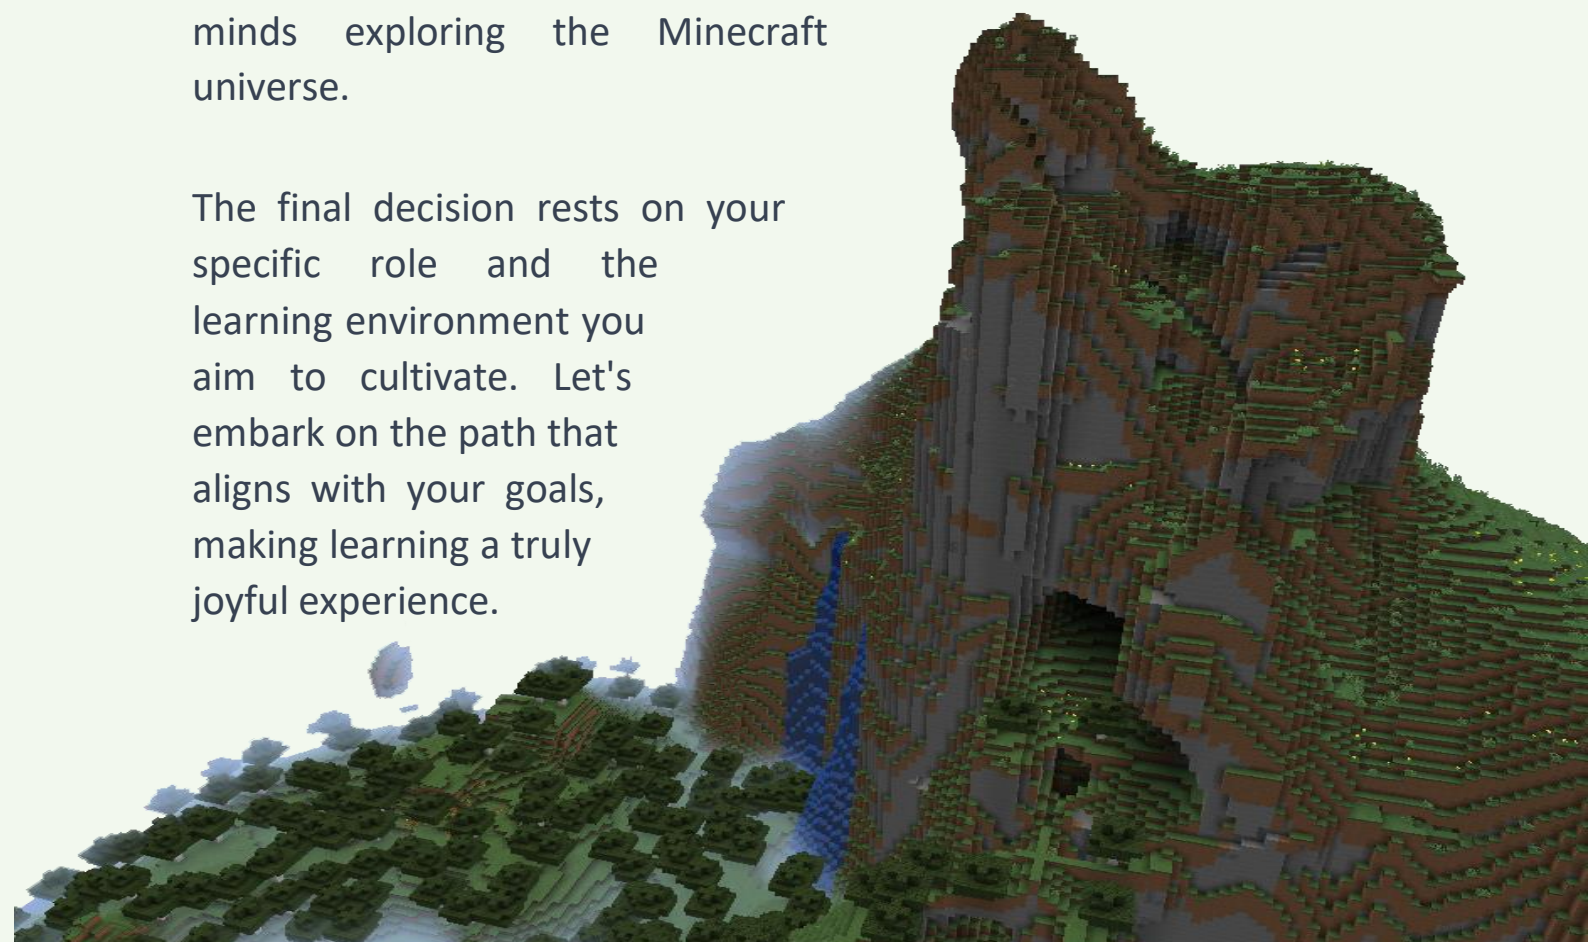 minds exploring the Minecraft
universe.
The final decision rests on your
specific role and the
learning environment you
aim to cultivate. Let's
embark on the path that
aligns with your goals,
making learning a truly
joyful experience.